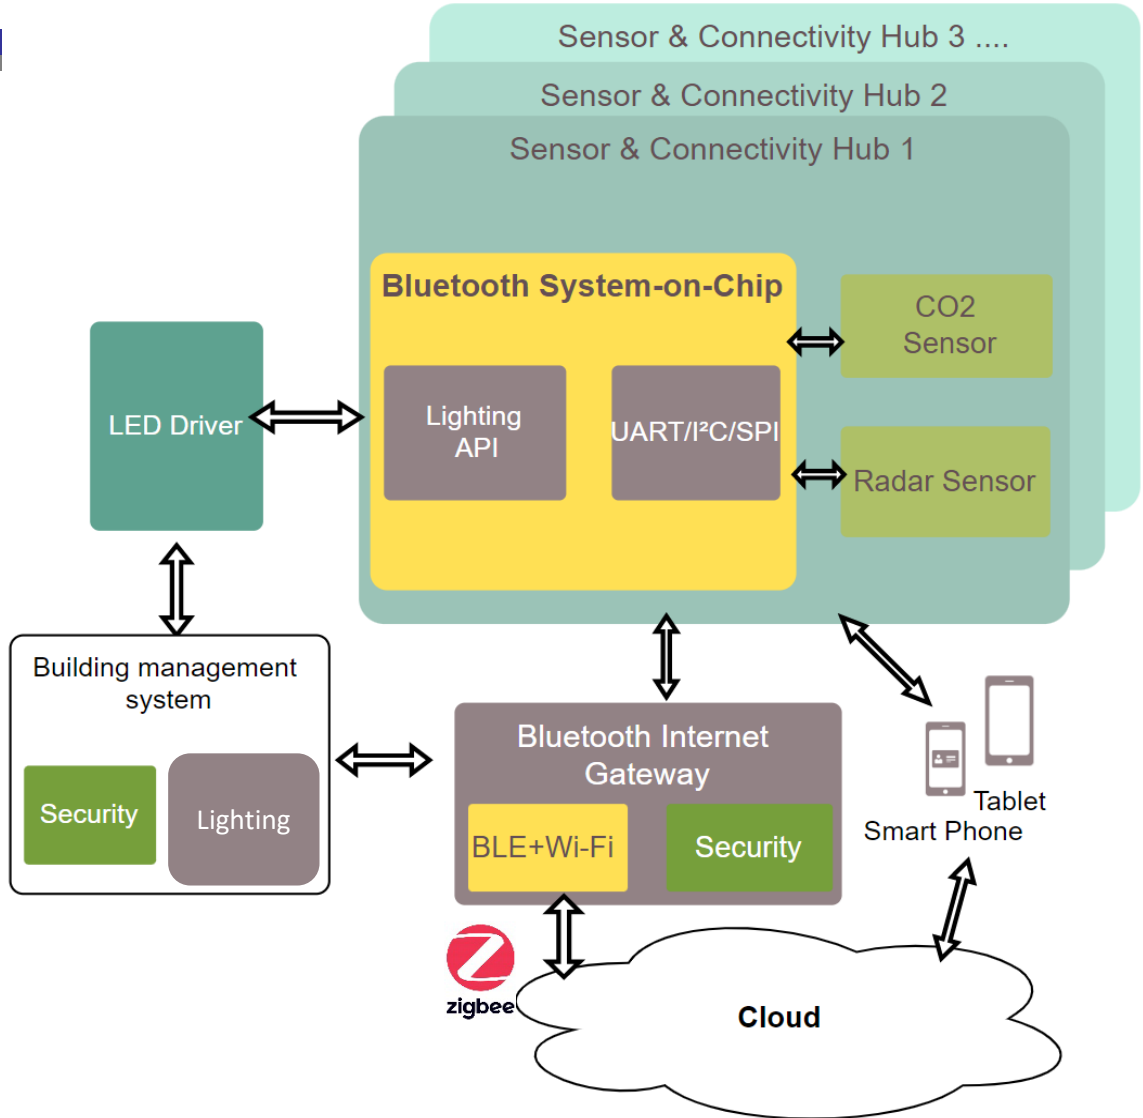 Sensor & Connectivity Hub 3 ....
Sensor & Connectivity Hub 2
Sensor & Connectivity Hub 1
Bluetooth System-on-Chip
CO2
Sensor
LED Driver
Lighting
API
UART/I²C/SPI
Radar Sensor
Building management
system
Security
Lighting
Bluetooth Internet
Gateway
BLE+Wi-Fi
Security
Tablet
Smart Phone
zigbee
Cloud